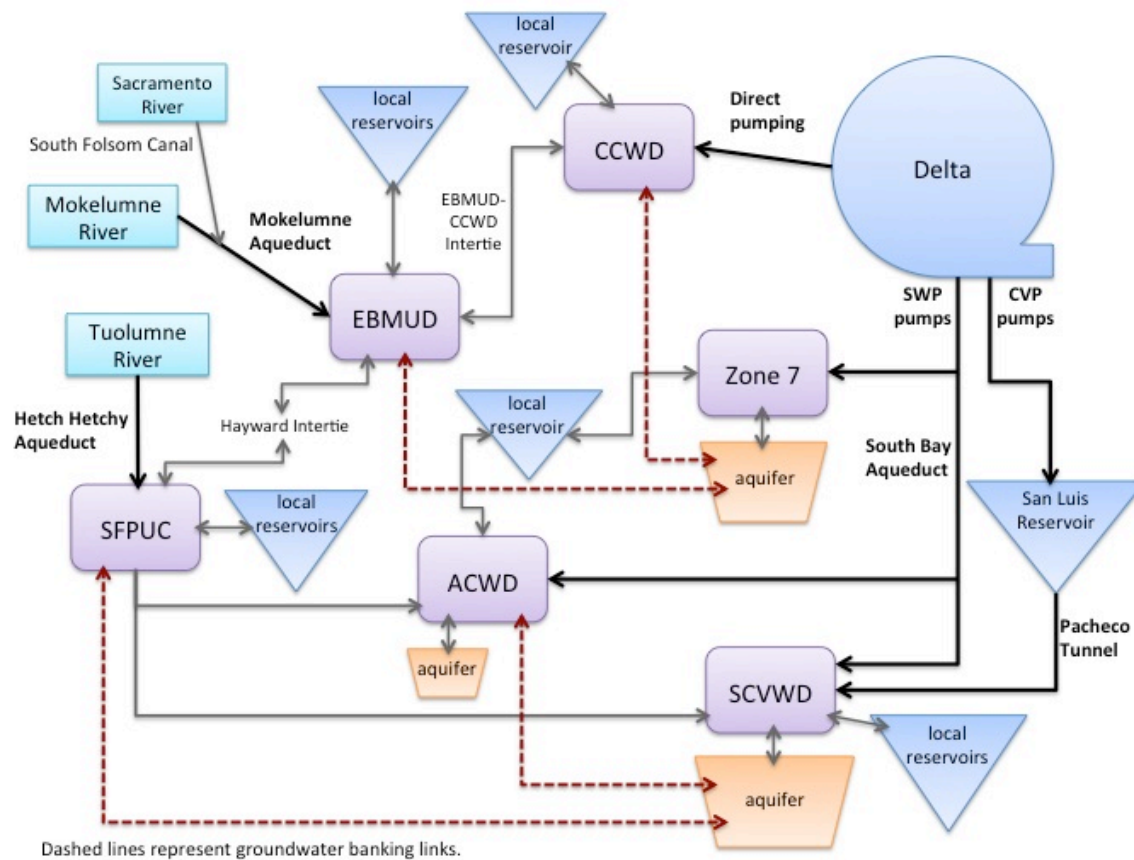 local
reservoir
Sacramento
River
South Folsom Canal
local
reservoirs
Direct
pumping
CCWD
Delta
Mokelumne
River
Mokelumne
Aqueduct
EBMUD-
CCWD
Intertie
EBMUD
SWP
pumps
CVP
pumps
Tuolumne
River
Zone 7
Hetch Hetchy
Aqueduct
Hayward Intertie
local
reservoir
South Bay
Aqueduct
aquifer
San Luis
Reservoir
SFPUC
local
reservoirs
ACWD
aquifer
Pacheco
Tunnel
SCVWD
local
reservoirs
aquifer
Dashed lines represent groundwater banking links.